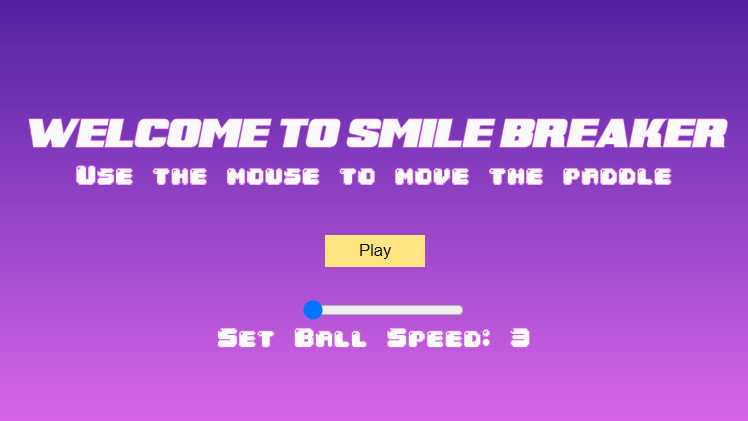 WELCOME TO SMILE BREAKER
Use the mouse to move the paddle
Play
Set Ball Speed: 3